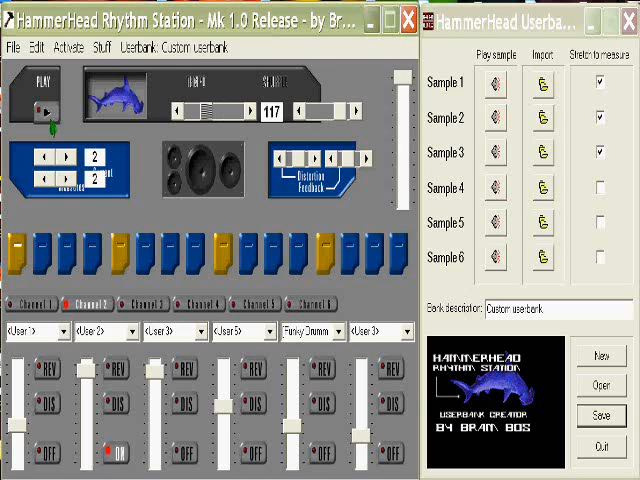 HammerHead Rhythm Station - Mk 1.0 Release - by Br...
File Edit Activate Stuff Userbank: Custom userbank
PLAY
117
2
2
Distortion
Feedback
Channel 1 Channel 2 Channel 3 Channel 4 Channel 5 Channel 6
<User 1> <User 2> <User 3> <User 5> [Funky Drumm <User 3>
REV REV REV REV REV REV
DIS DIS DIS DIS DIS DIS
OFF ON OFF OFF OFF OFF
HammerHead Userba...
Play sample Import Stretch to measure
Sample 1
Sample 2
Sample 3
Sample 4
Sample 5
Sample 6
Bank description: Custom userbank
HAMMERHEAD
RHYTHM STATION
USERBANK CREATOR
BY BRAM BOS
New
Open
Save
Quit